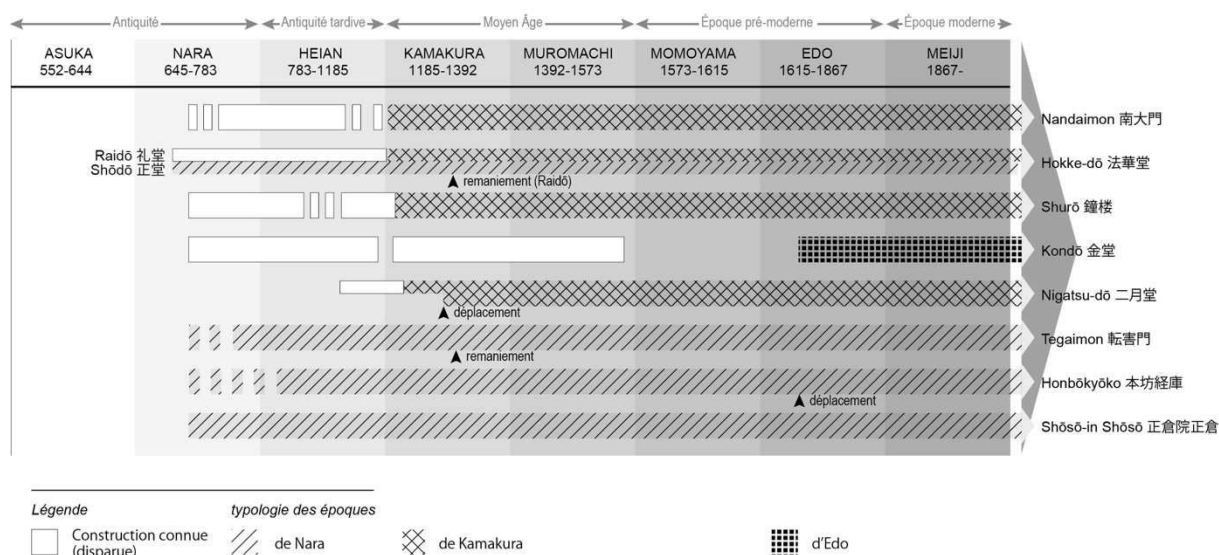 Antiquité Antiquité tardive Moyen Âge Époque pré-moderne Époque moderne
ASUKA NARA HEIAN KAMAKURA MUROMACHI MOMOYAMA EDO MEIJI
552-644 645-783 783-1185 1185-1392 1392-1573 1573-1615 1615-1867 1867-
Nandaimon 南大門
Raidō 礼堂
Shōdō 正堂
Hokke-dō 法華堂
remaniement (Raidō)
Shurō 鐘楼
Kondō 金堂
Nigatsu-dō 二月堂
déplacement
Tegaimon 転害門
remaniement
Honbōkyōko 本坊経庫
déplacement
Shōsō-in Shōsō 正倉院正倉
Légende typologie des époques
Construction connue
(disparue)
de Nara de Kamakura d'Edo